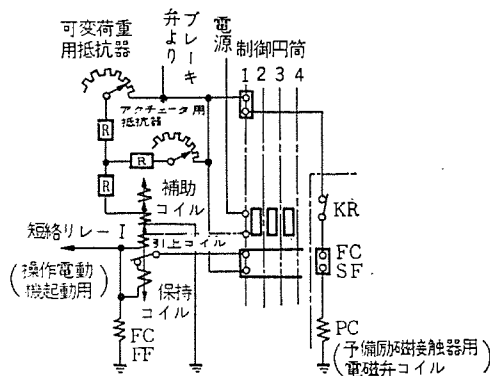 可変荷重
用抵抗器
ブレーキ
弁より
電源
制御円筒
1 2 3 4
アクチェータ用
抵抗器
R
R
R
補助
コイル
短絡リレー I
引上コイル
(操作電動
機起動用)
保持
コイル
FC
FF
KR
FC
SF
PC
(予備励磁接触器用
電磁弁コイル)